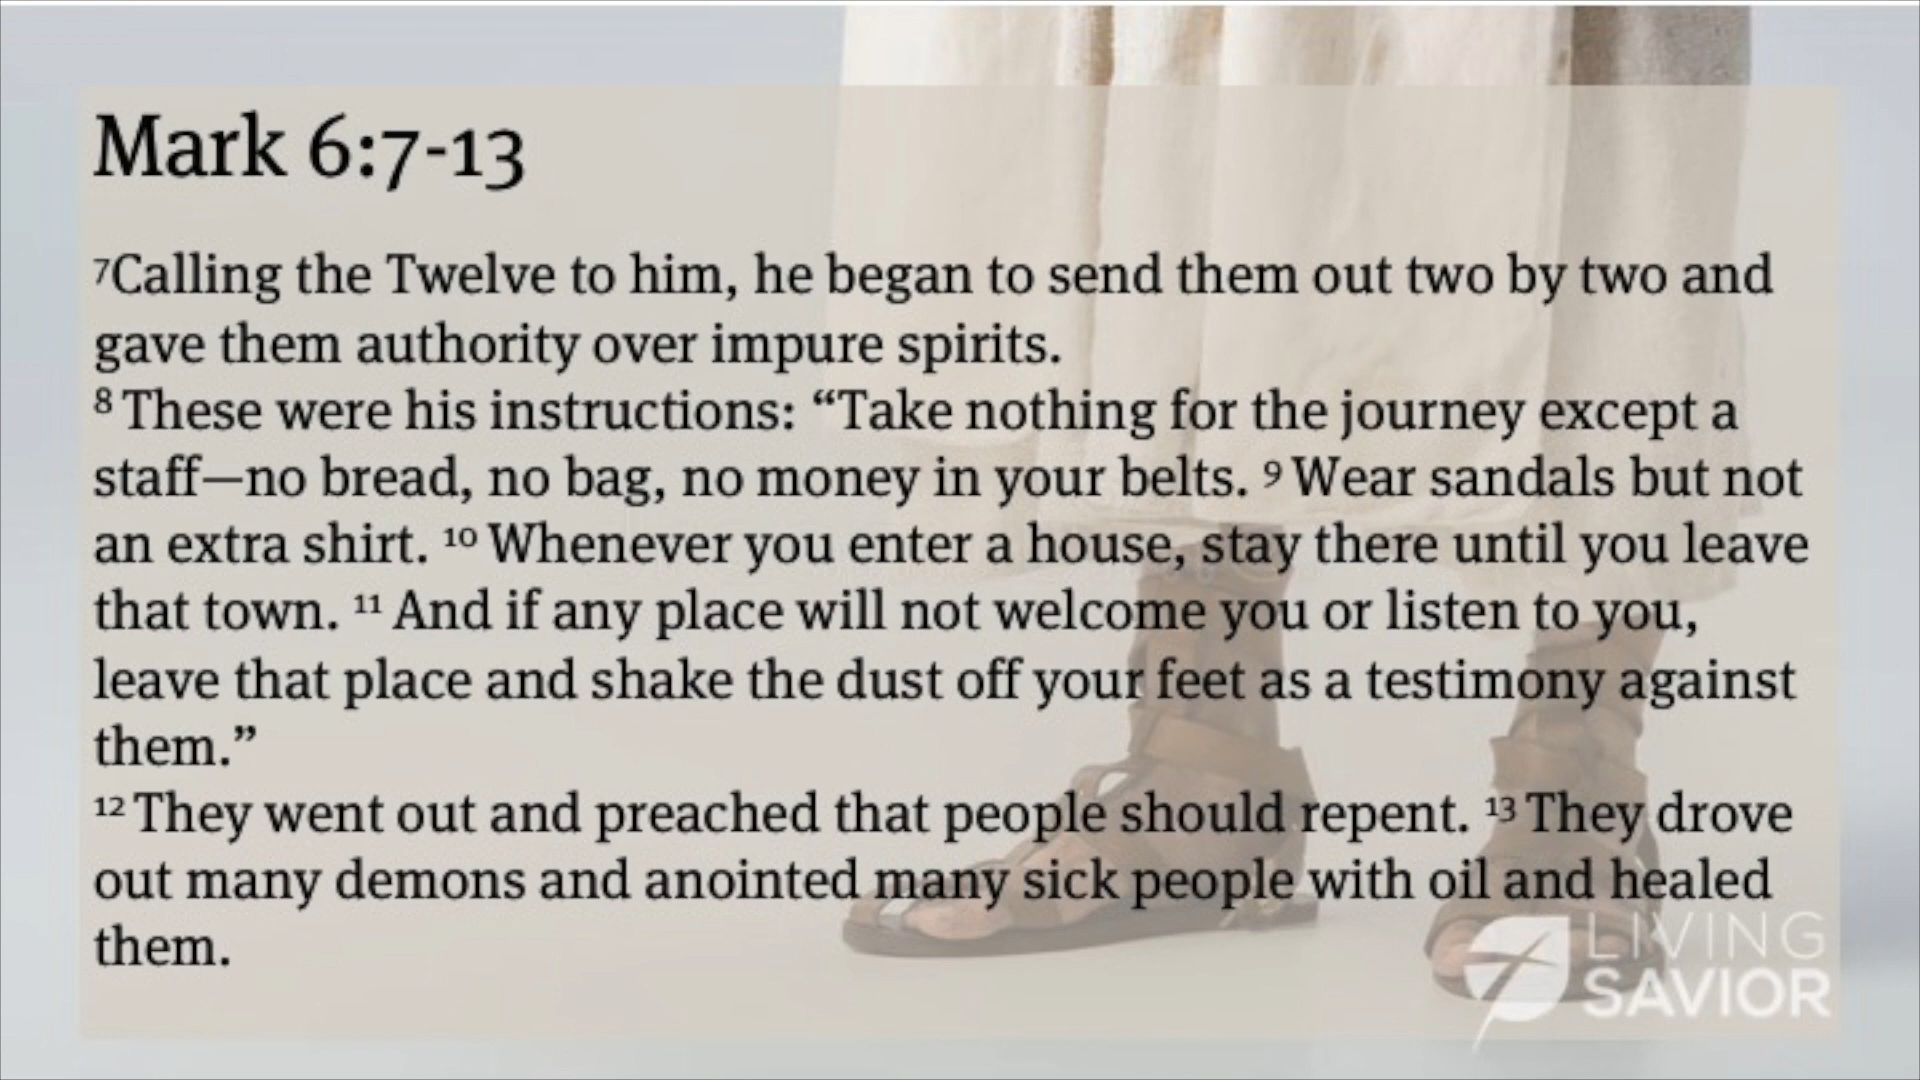 Mark 6:7-13
⁷Calling the Twelve to him, he began to send them out two by two and
gave them authority over impure spirits.
⁸ These were his instructions: “Take nothing for the journey except a
staff—no bread, no bag, no money in your belts. ⁹ Wear sandals but not
an extra shirt. ¹⁰ Whenever you enter a house, stay there until you leave
that town. ¹¹ And if any place will not welcome you or listen to you,
leave that place and shake the dust off your feet as a testimony against
them.”
¹² They went out and preached that people should repent. ¹³ They drove
out many demons and anointed many sick people with oil and healed
them.
LIVING
SAVIOR